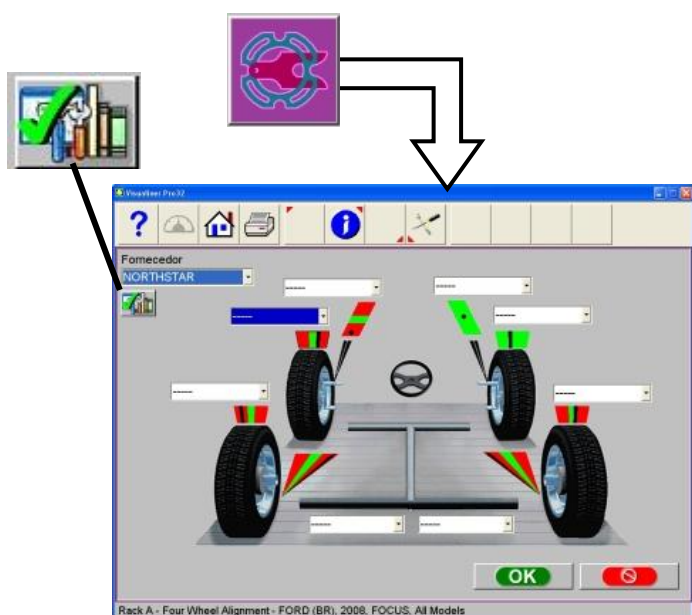 Visualiner Pro32
Fornecedor
NORTHSTAR
-----
-----
-----
-----
-----
-----
-----
-----
OK
Rack A - Four Wheel Alignment - FORD (BR), 2008, FOCUS, All Models